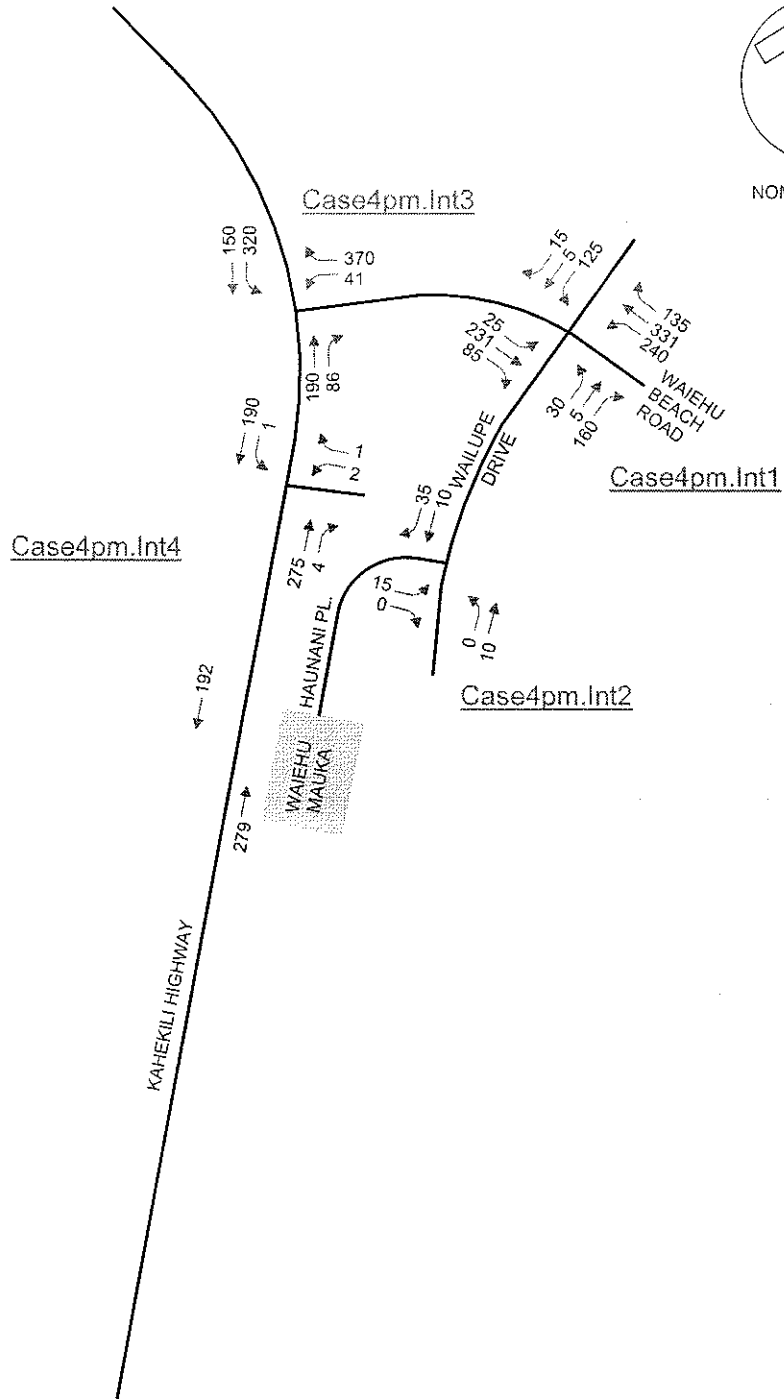 NON
Case4pm.Int3
150
320
370
41
15
5
125
25
231
85
135
331
240
WAIEHU
BEACH
ROAD
190
86
30
5
160
190
1
1
2
WAILUPE
DRIVE
Case4pm.Int1
35
10
Case4pm.Int4
275
4
15
0
0
10
HAUNANI PL.
192
Case4pm.Int2
WAIEHU
MAUKA
279
KAHEKILI HIGHWAY